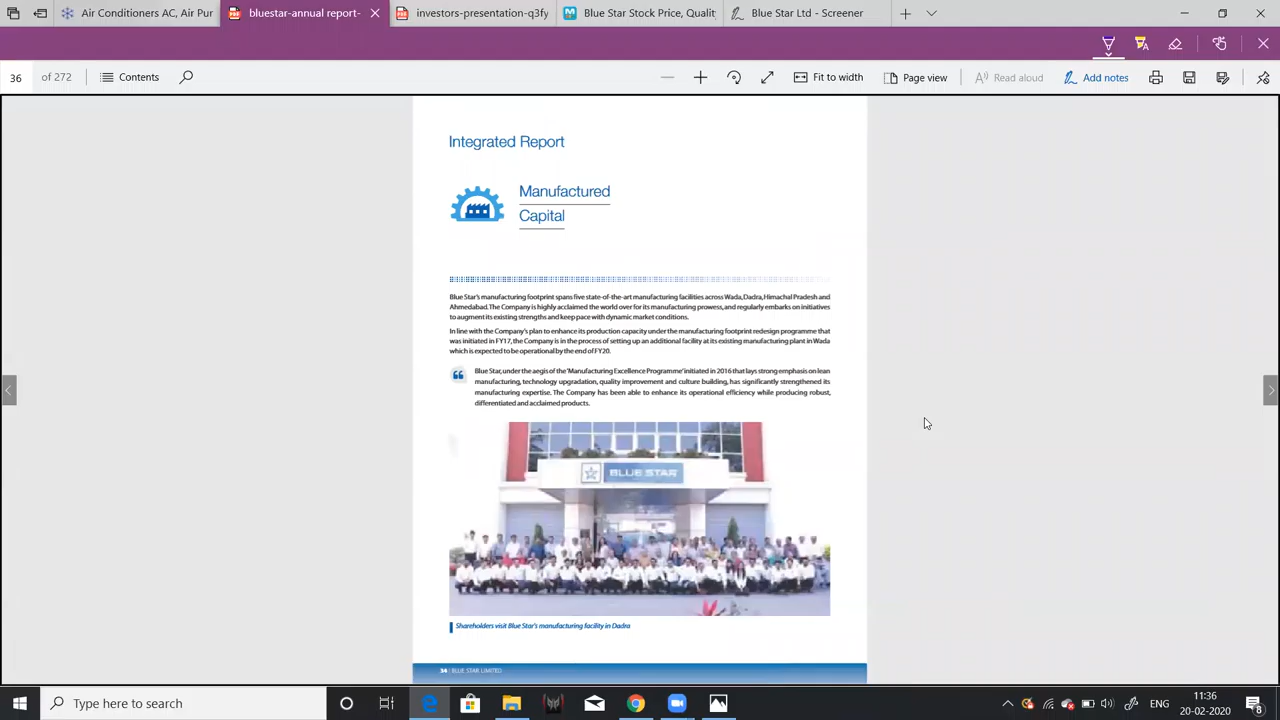 Air Conditioners AC, Air Pur
blustar-annual-report-
investors-presentation-q3fy
Blue Star Stock Price, Qualit
Blue Star Ltd - Screener
36 of 272
Contents
Fit to width
Page view
Read aloud
Add notes
Integrated Report
Manufactured
Capital
Blue Star's manufacturing footprint spans five state-of-the-art manufacturing facilities across Wada, Dadra, Himachal Pradesh and
Ahmedabad. The Company is highly acclaimed the world over for its manufacturing prowess, and regularly embarks on initiatives
to augment its existing strengths and keep pace with dynamic market conditions.
In line with the Company's plan to enhance its production capacity under the manufacturing footprint redesign programme that
was initiated in FY17, the Company is in the process of setting up an additional facility at its existing manufacturing plant in Wada
which is expected to be operational by the end of FY20.
Blue Star, under the aegis of the 'Manufacturing Excellence Programme' initiated in 2016 that lays strong emphasis on lean
manufacturing, technology upgradation, quality improvement and culture building, has significantly strengthened its
manufacturing expertise. The Company has been able to enhance its operational efficiency while producing robust,
differentiated and acclaimed products.
BLUE STAR
Shareholders visit Blue Star's manufacturing facility in Dadra
34 / BLUE STAR LIMITED
Type here to search
ENG
11:36
20-02-2020